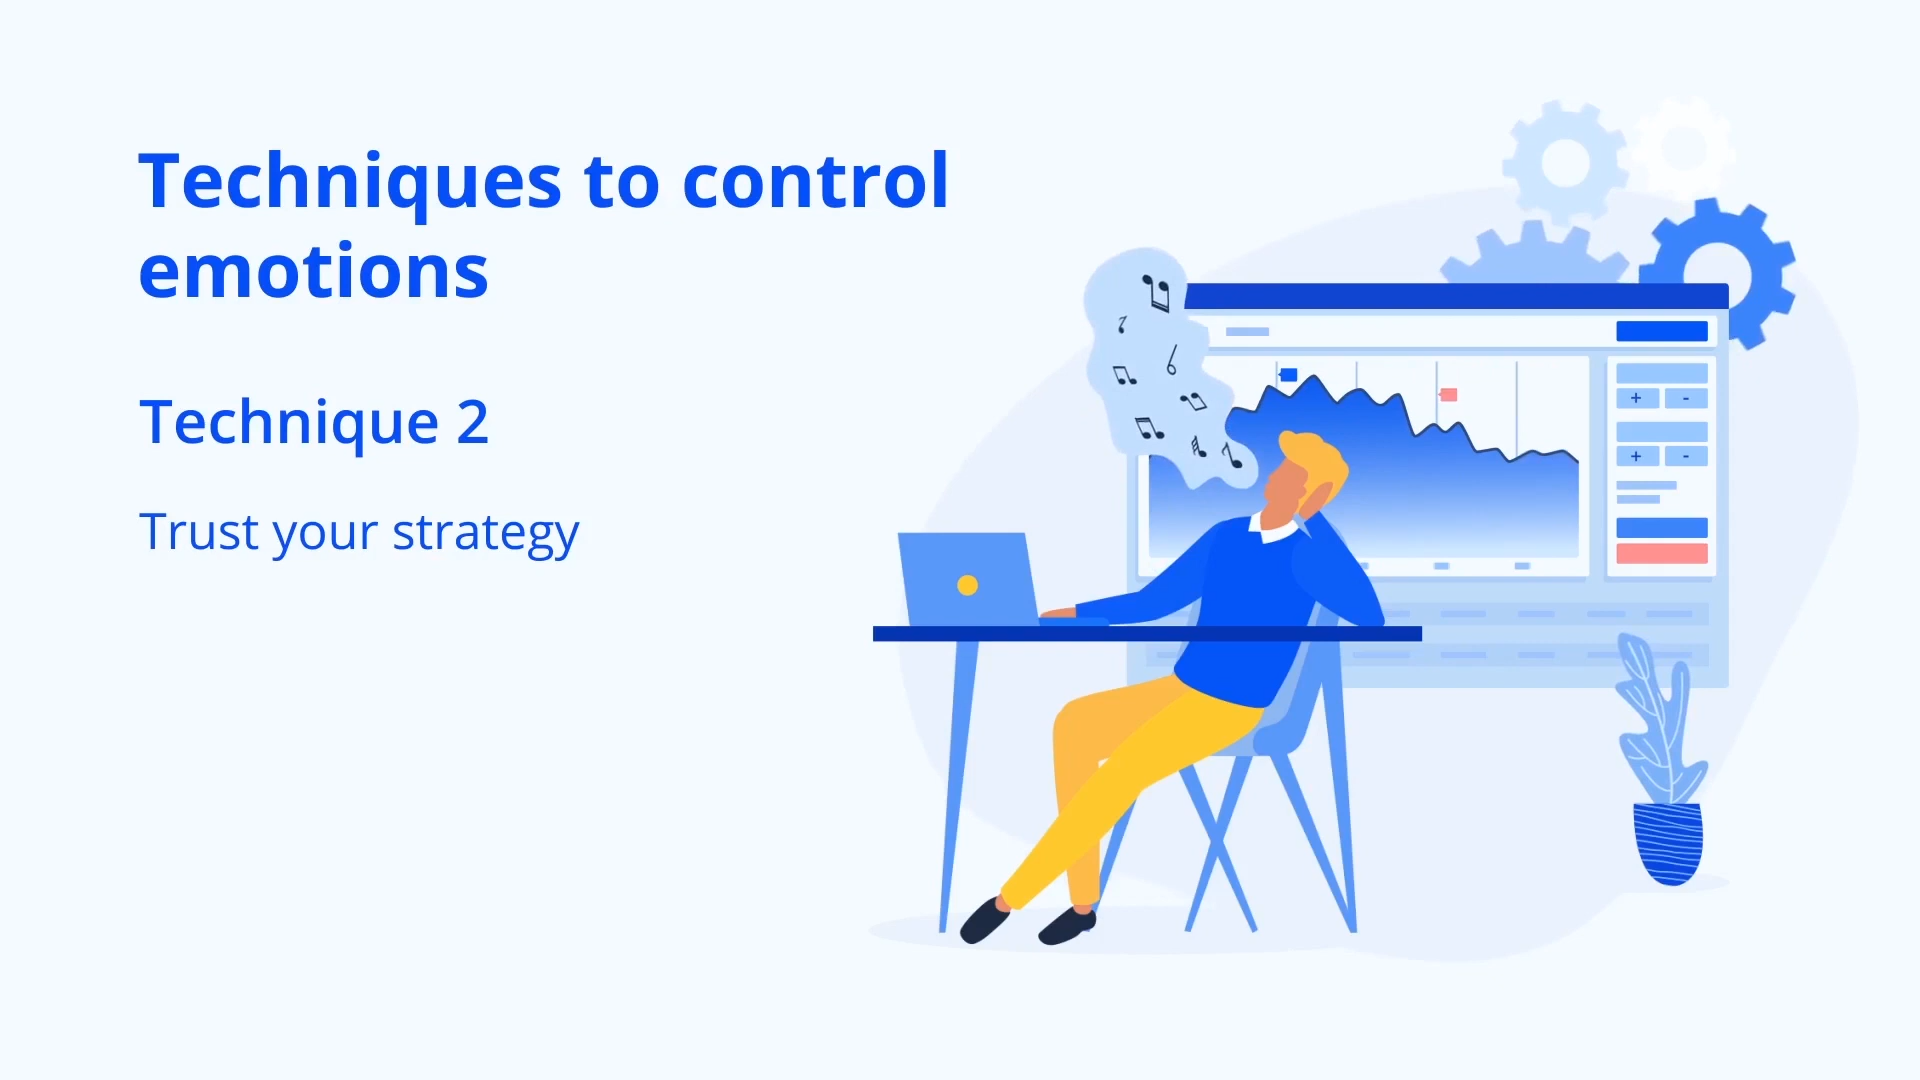 Techniques to control
emotions
Technique 2
Trust your strategy
+ -
+ -